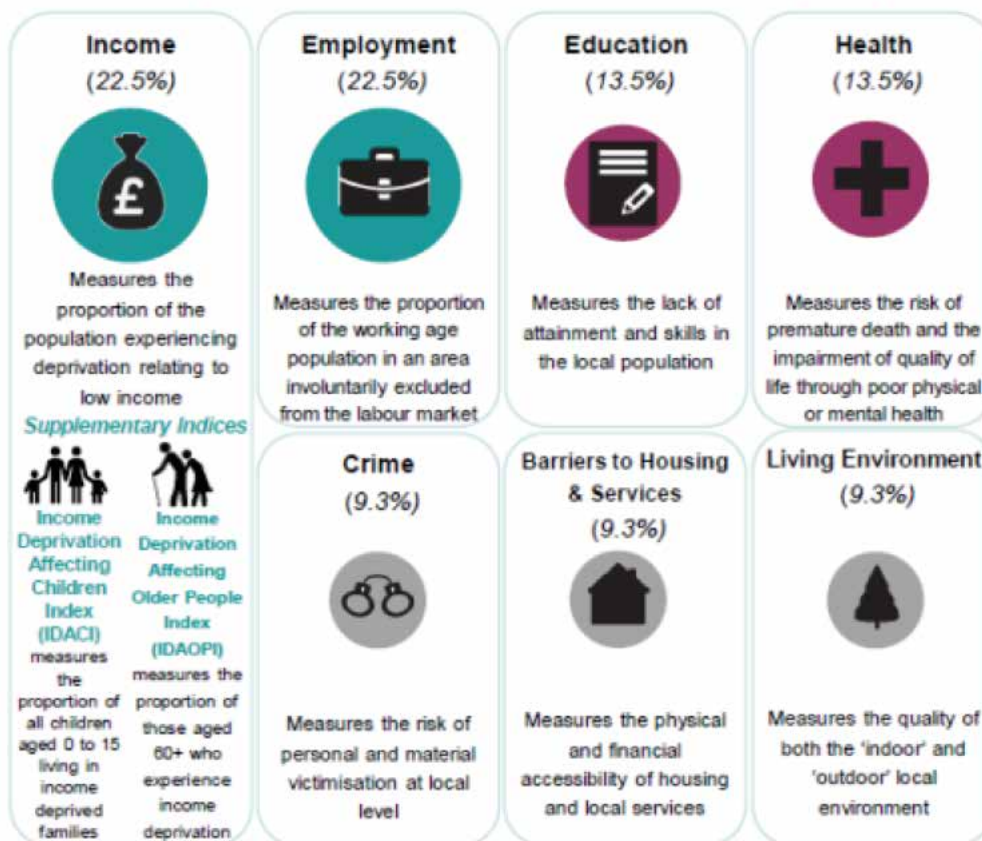 Income
(22.5%)
£
Measures the
proportion of the
population experiencing
deprivation relating to
low income
Supplementary Indices
Income
Deprivation
Affecting
Children
Index
(IDACI)
measures
the
proportion of
all children
aged 0 to 15
living in
income
deprived
families
Income
Deprivation
Affecting
Older People
Index
(IDAOPI)
measures the
proportion of
those aged
60+ who
experience
income
deprivation
Employment
(22.5%)
Measures the proportion
of the working age
population in an area
involuntarily excluded
from the labour market
Education
(13.5%)
Measures the lack of
attainment and skills in
the local population
Health
(13.5%)
Measures the risk of
premature death and the
impairment of quality of
life through poor physical
or mental health
Crime
(9.3%)
Measures the risk of
personal and material
victimisation at local
level
Barriers to Housing
& Services
(9.3%)
Measures the physical
and financial
accessibility of housing
and local services
Living Environment
(9.3%)
Measures the quality of
both the ‘indoor’ and
‘outdoor’ local
environment